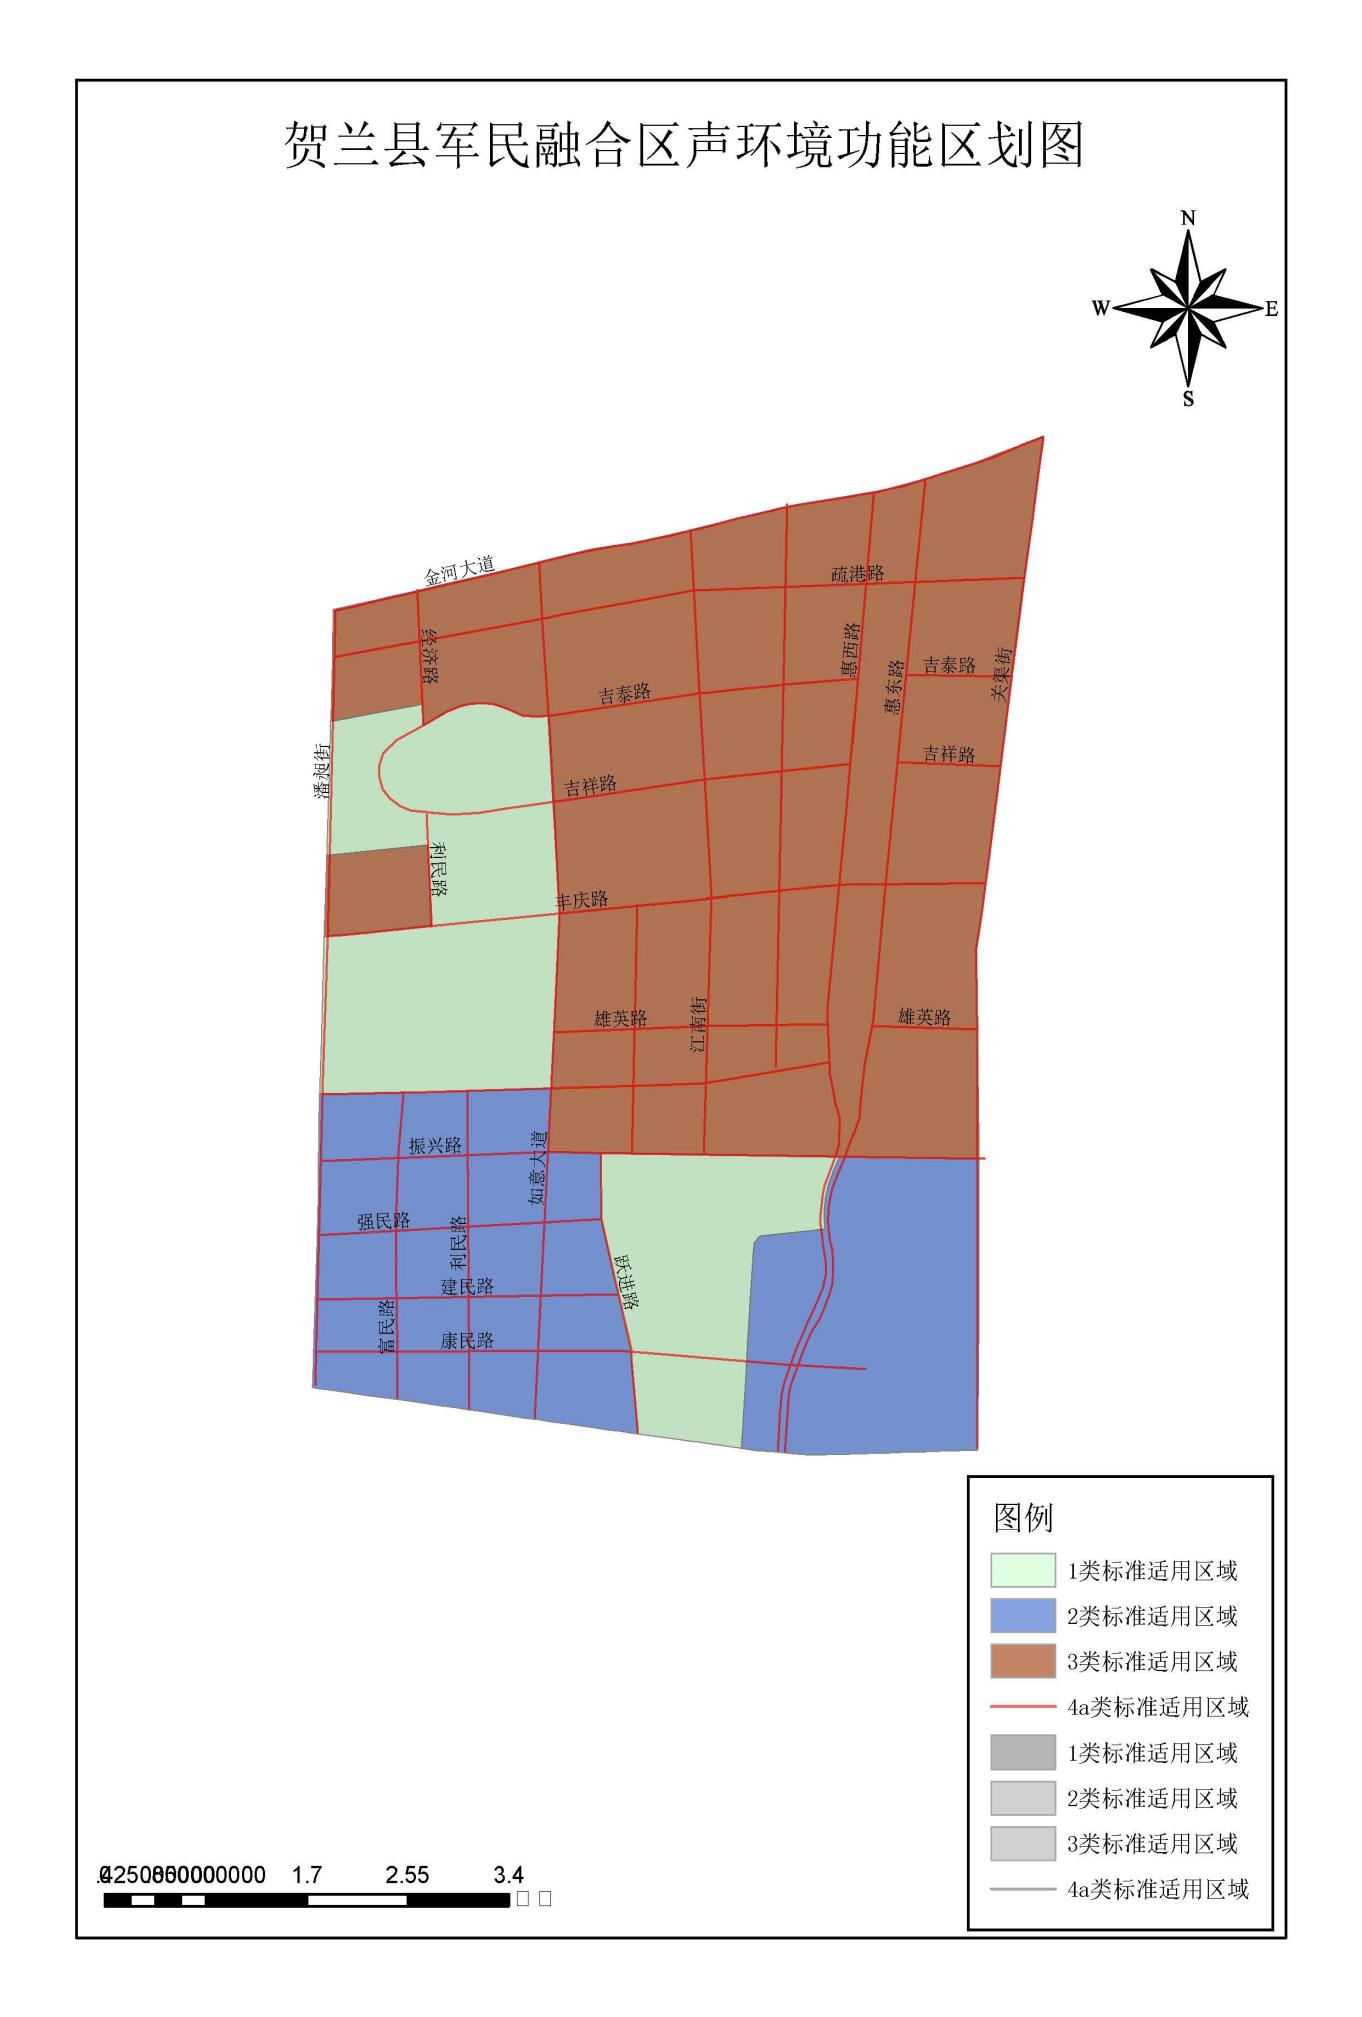 贺兰县军民融合区声环境功能区划图
N
W
E
S
金河大道
疏港路
经济路
惠西路
吉泰路
关渠街
惠东路
吉泰路
潘昶街
吉祥路
吉祥路
利民路
丰庆路
雄英路
江南街
雄英路
振兴路
如意大道
强民路
利民路
跃进路
建民路
富民路
康民路
图例
1类标准适用区域
2类标准适用区域
3类标准适用区域
4a类标准适用区域
1类标准适用区域
2类标准适用区域
3类标准适用区域
4a类标准适用区域
1.7 2.55 3.4